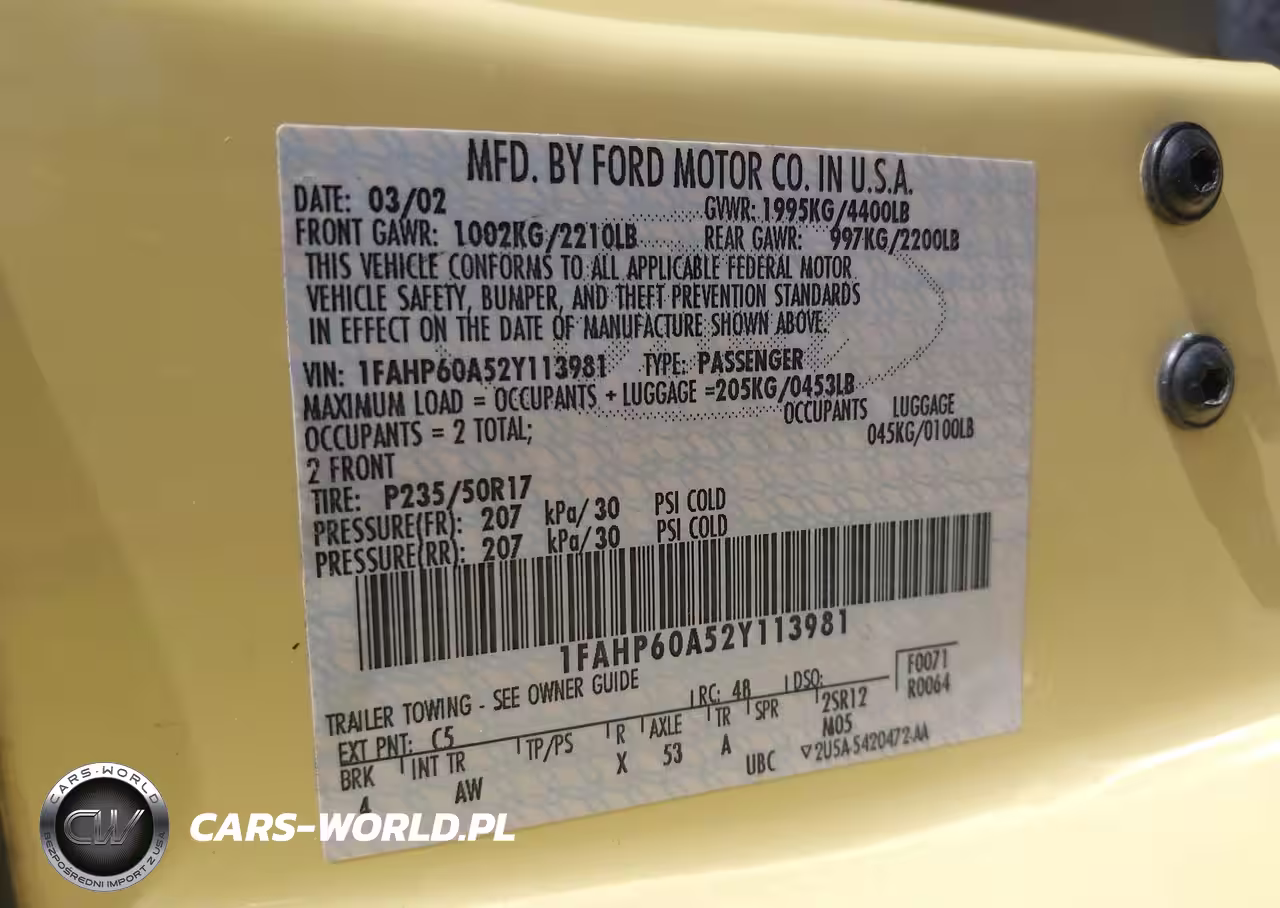 MFD. BY FORD MOTOR CO. IN U.S.A.
DATE: 03/02 GVWR: 1995KG/4400LB
FRONT GAWR: 1002KG/2210LB REAR GAWR: 997KG/2200LB
THIS VEHICLE CONFORMS TO ALL APPLICABLE FEDERAL MOTOR
VEHICLE SAFETY, BUMPER, AND THEFT PREVENTION STANDARDS
IN EFFECT ON THE DATE OF MANUFACTURE SHOWN ABOVE.
VIN: 1FAHP60A52Y113981 TYPE: PASSENGER
MAXIMUM LOAD = OCCUPANTS + LUGGAGE =205KG/0453LB
OCCUPANTS LUGGAGE
OCCUPANTS = 2 TOTAL; 045KG/0100LB
2 FRONT
TIRE: P235/50R17
PRESSURE(FR): 207 kPa/ 30 PSI COLD
PRESSURE(RR): 207 kPa/30 PSI COLD
1FAHP60A52Y113981
TRAILER TOWING - SEE OWNER GUIDE
EXT PNT: C5 RC: 48 DSO: F0071
R0064
BRK INT TR TP/PS R AXLE TR SPR 2SR12
4 AW X 53 A M05
UBC ▽2U5A-5420472-AA
CARS-WORLD
CW
BEZPOŚREDNI IMPORT Z USA
CARS-WORLD.PL